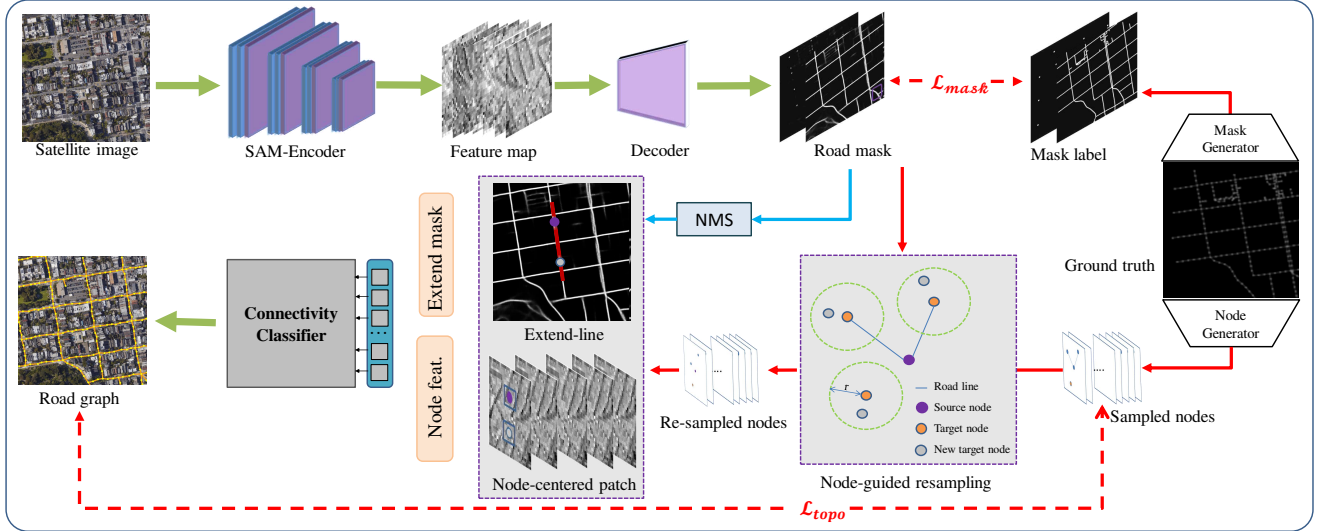 Satellite image
SAM-Encoder
Feature map
Decoder
Road mask
ℒmask
Mask label
Mask
Generator
NMS
Extend mask
Extend-line
Ground truth
Node
Generator
Connectivity
Classifier
...
Node feat.
Node-centered patch
Re-sampled nodes
...
r
Road line
Source node
Target node
New target node
Node-guided resampling
....
Sampled nodes
Road graph
ℒtopo